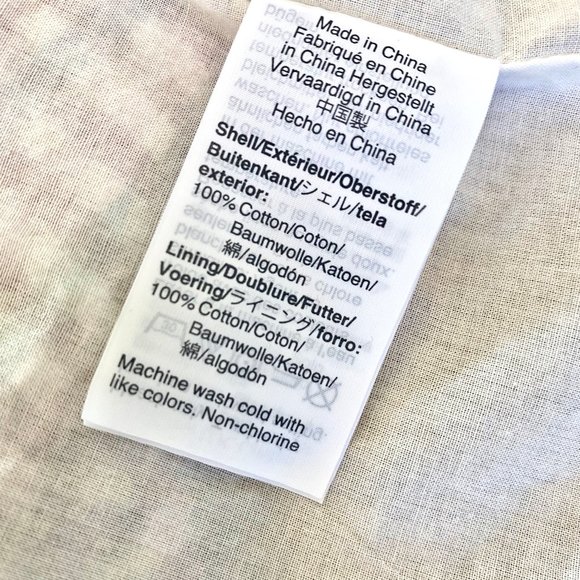 Made in China
Fabriqué en Chine
in China Hergestellt
Vervaardigd in China
中国製
Hecho en China
Shell/Extérieur/Oberstoff/
Buitenkant/シェル/tela
exterior:
100% Cotton/Coton/
Baumwolle/Katoen/
綿/algodón
Lining/Doublure/Futter/
Voering/ライニング/forro:
100% Cotton/Coton/
Baumwolle/Katoen/
綿/algodón
Machine wash cold with
like colors. Non-chlorine